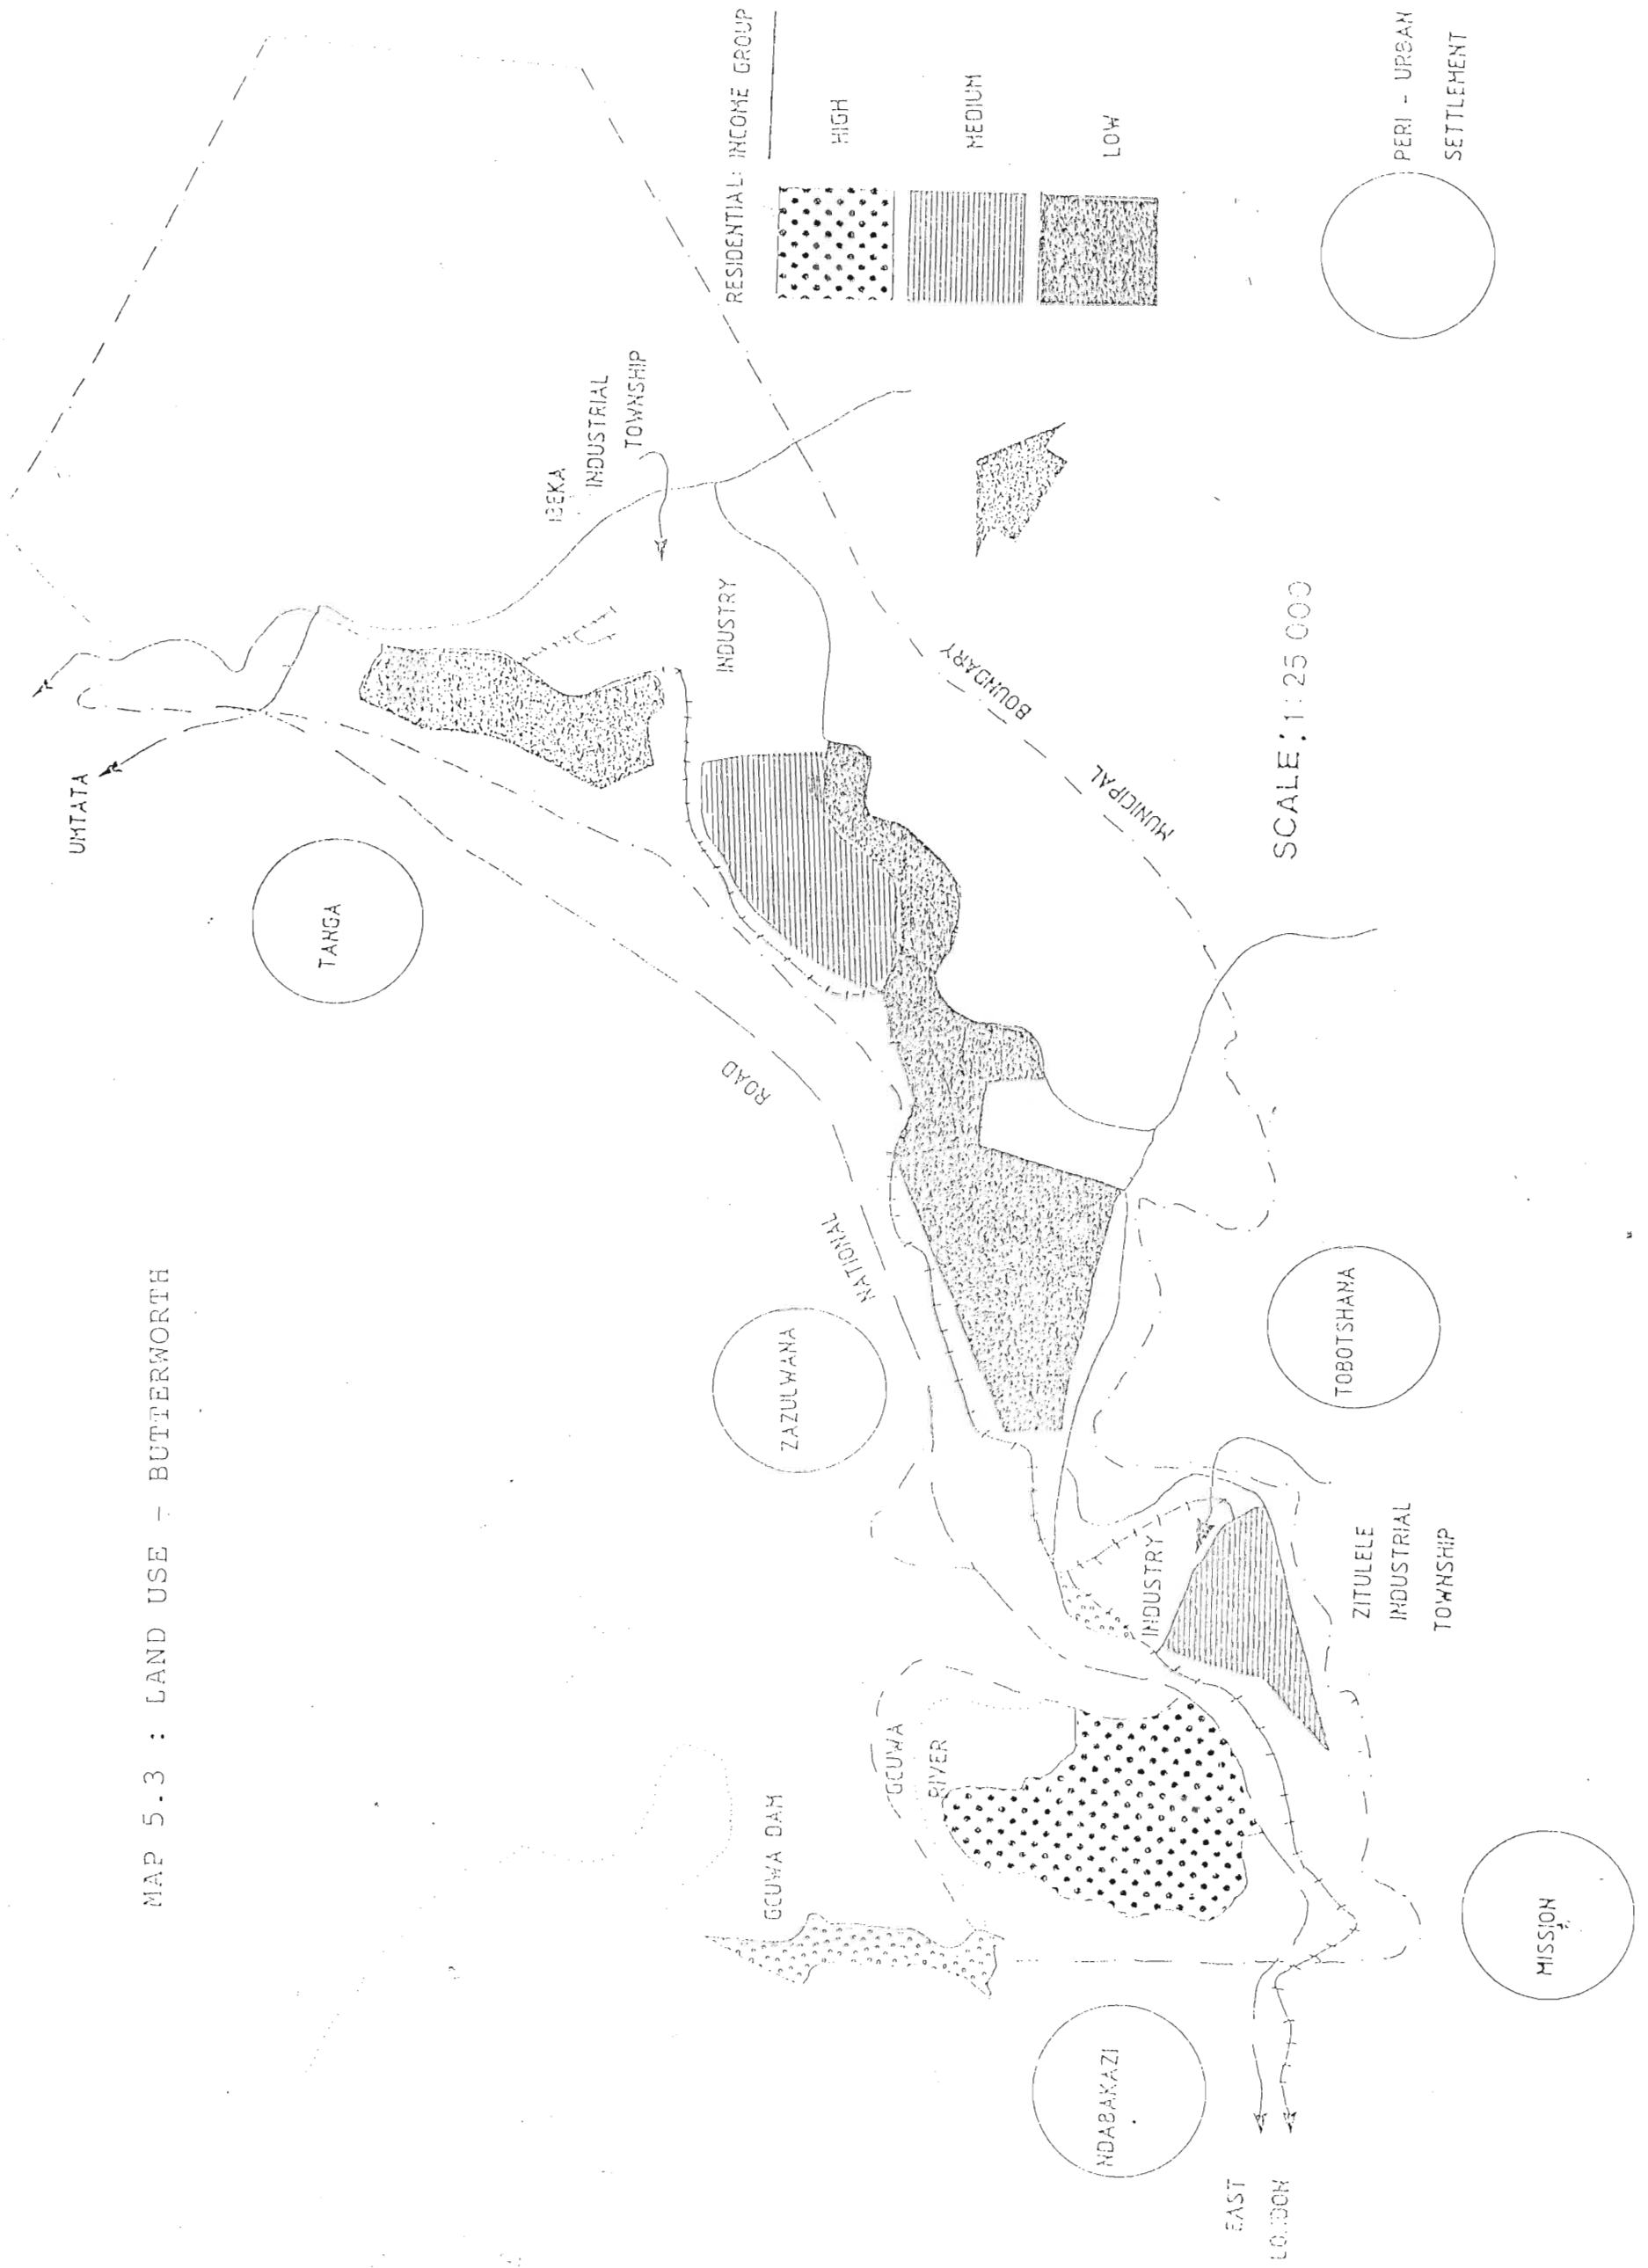 MAP 5.3 : LAND USE - BUTTERWORTH
UMTATA
TANGA
IBEKA
INDUSTRIAL
TOWNSHIP
RESIDENTIAL: INCOME GROUP
HIGH
MEDIUM
LOW
PERI - URBAN
SETTLEMENT
INDUSTRY
NATIONAL
ROAD
MUNICIPAL
BOUNDARY
SCALE: 1:25 000
ZAZULWANA
TOBOTSHANA
GCUWA DAM
GCUWA
RIVER
INDUSTRY
ZITULELE
INDUSTRIAL
TOWNSHIP
NDABAKAZI
MISSION
EAST
LONDON